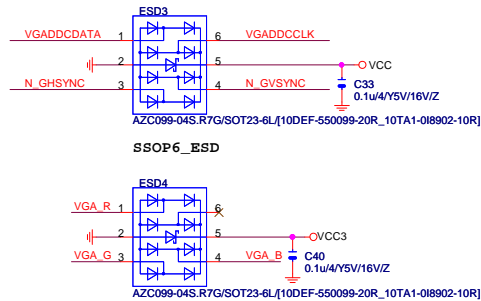 ESD3
VGADDCDATA 1 6 VGADDCCLK
2 5 VCC
N_GHSYNC 3 4 N_GVSYNC
C33
0.1u/4/Y5V/16V/Z
AZC099-04S.R7G/SOT23-6L/[10DEF-550099-20R_10TA1-0I8902-10R]
SSOP6_ESD
ESD4
VGA_R 1 6
2 5 VCC3
VGA_G 3 4 VGA_B
C40
0.1u/4/Y5V/16V/Z
AZC099-04S.R7G/SOT23-6L/[10DEF-550099-20R_10TA1-0I8902-10R]